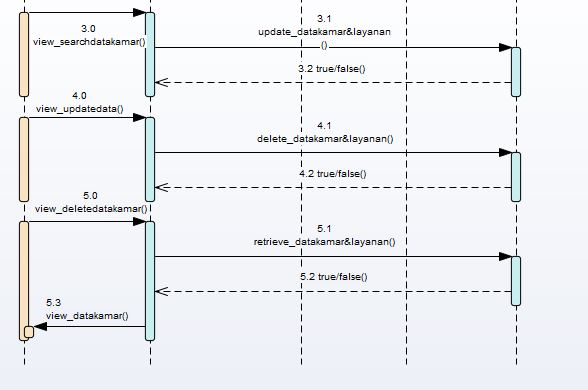 3.0
view_searchdatakamar()
3.1
update_datakamar&layanan
()
3.2 true/false()
4.0
view_updatedata()
4.1
delete_datakamar&layanan()
4.2 true/false()
5.0
view_deletedatakamar()
5.1
retrieve_datakamar&layanan()
5.2 true/false()
5.3
view_datakamar()